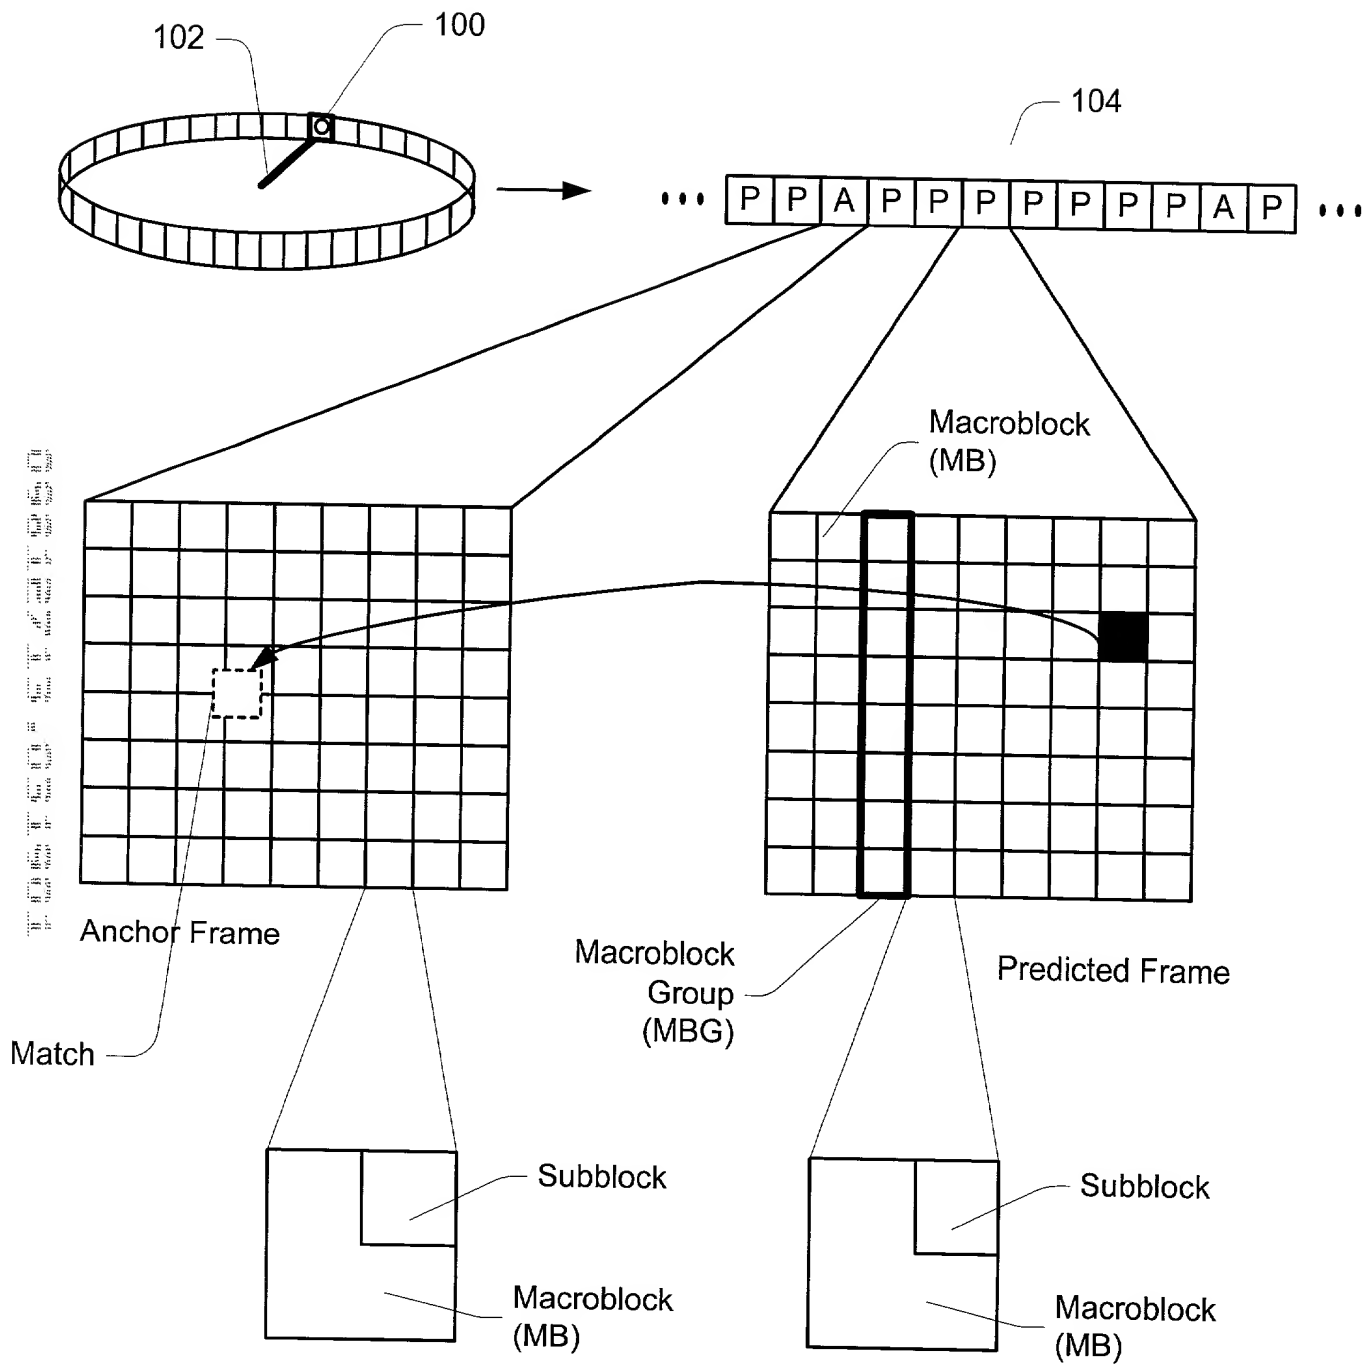 102
100
104
... P P A P P P P P P P A P ...
Macroblock
(MB)
Anchor Frame
Macroblock
Group
(MBG)
Predicted Frame
Match
Subblock
Subblock
Macroblock
(MB)
Macroblock
(MB)